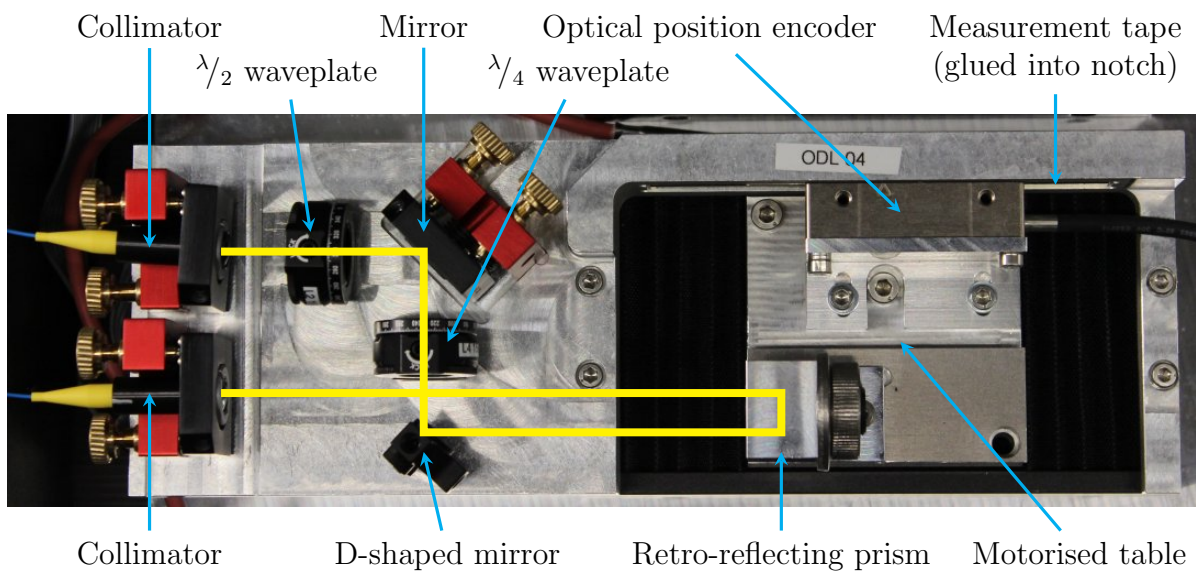 Collimator
Mirror
Optical position encoder
Measurement tape
(glued into notch)
λ/2 waveplate
λ/4 waveplate
ODL 04
Collimator
D-shaped mirror
Retro-reflecting prism
Motorised table